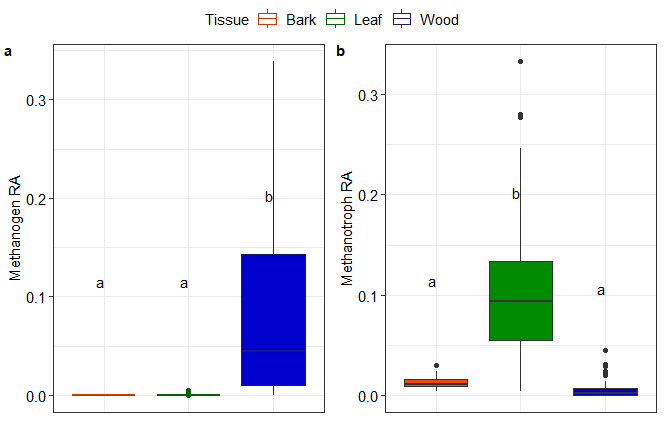 Tissue Bark Leaf Wood
a b
Methanogen RA
0.3
0.2
0.1
0.0
a a b
Methanotroph RA
0.3
0.2
0.1
0.0
a b a